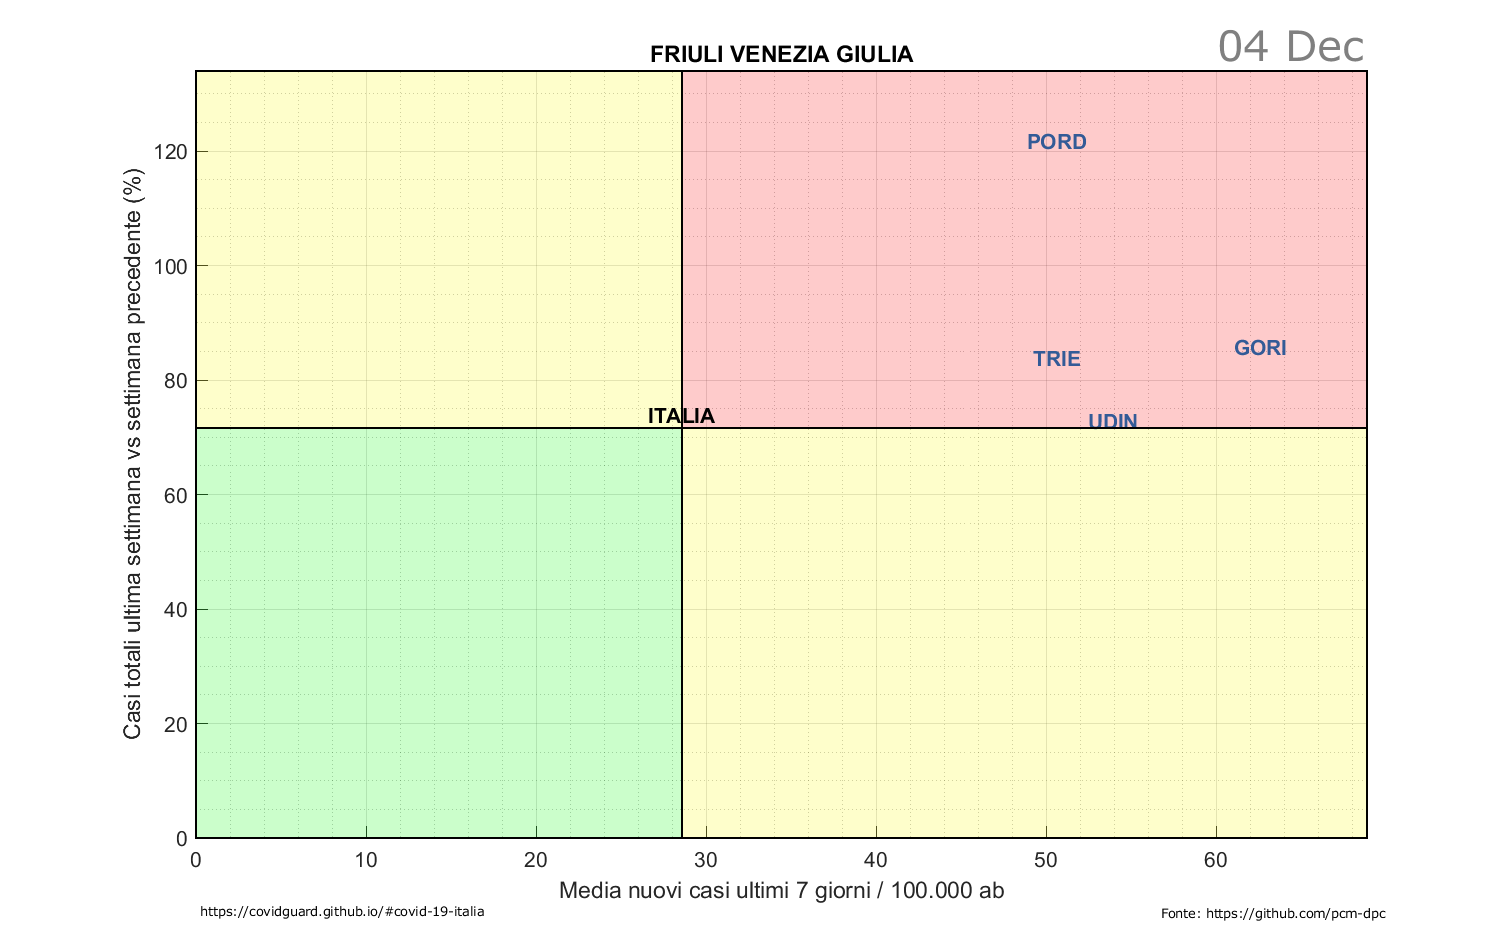 04 Dec
FRIULI VENEZIA GIULIA
Casi totali ultima settimana vs settimana precedente (%)
120
100
80
60
40
20
0
PORD
TRIE
GORI
ITALIA
UDIN
0 10 20 30 40 50 60
Media nuovi casi ultimi 7 giorni / 100.000 ab
https://covidguard.github.io/#covid-19-italia
Fonte: https://github.com/pcm-dpc